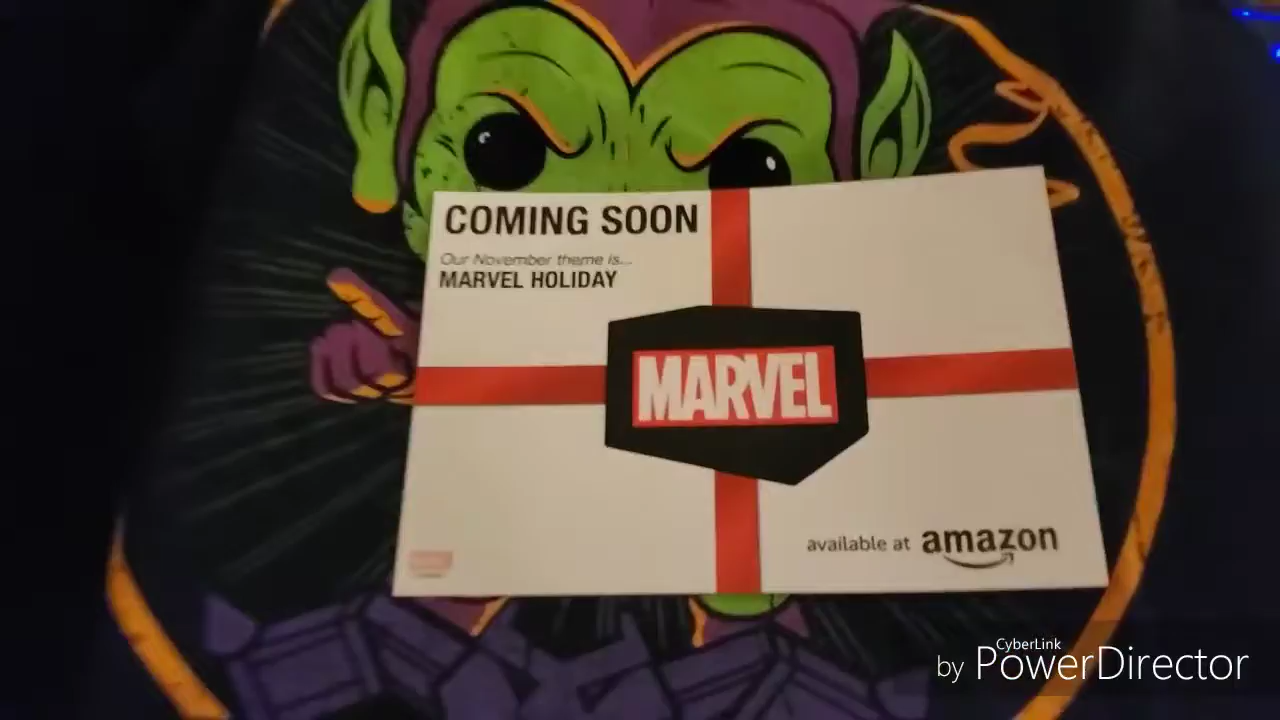 COMING SOON
Our November theme is...
MARVEL HOLIDAY
MARVEL
available at amazon
CyberLink
by PowerDirector